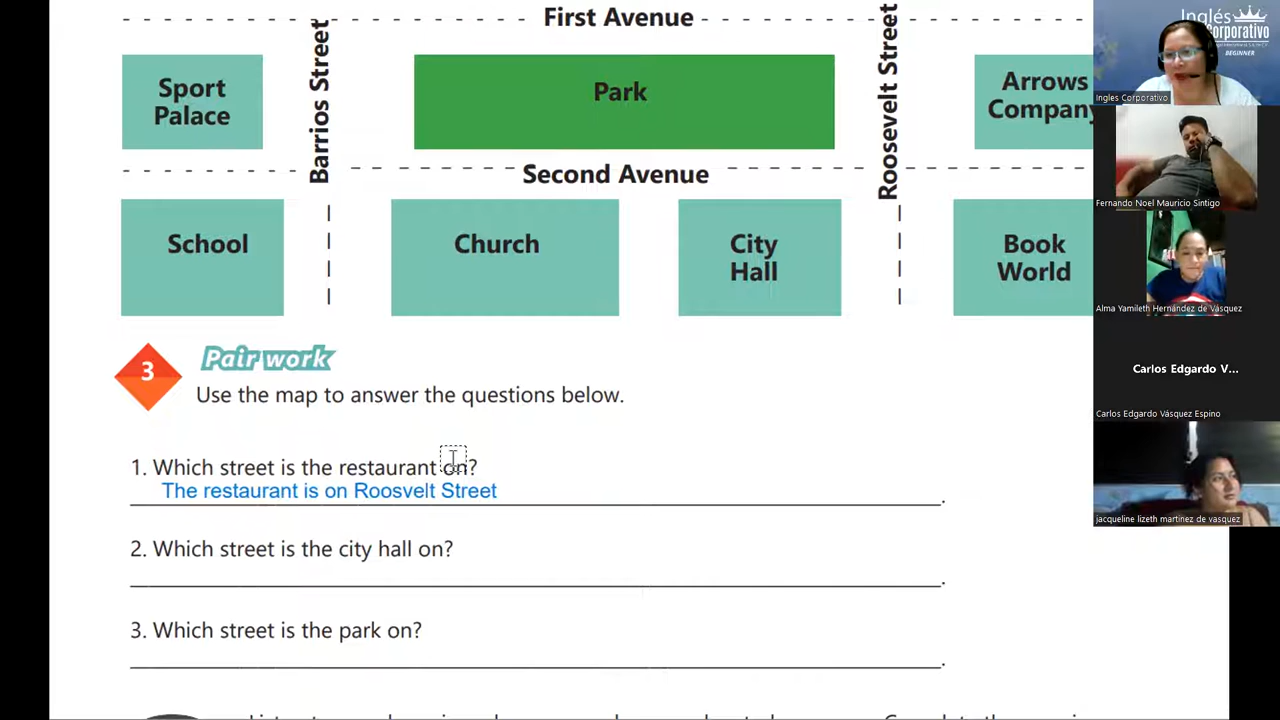 First Avenue
Barrios Street
Roosevelt Street
Sport
Palace
Park
Arrows
Company
Second Avenue
School
Church
City
Hall
Book
World
3
Pair work
Use the map to answer the questions below.
1. Which street is the restaurant on?
The restaurant is on Roosvelt Street
2. Which street is the city hall on?
3. Which street is the park on?
Inglés
Corporativo
BEGINNER
Ingles Corporativo
Fernando Noel Mauricio Sintigo
Alma Yamileth Hernández de Vásquez
Carlos Edgardo V...
Carlos Edgardo Vásquez Espino
jacqueline lizeth martinez de vasquez